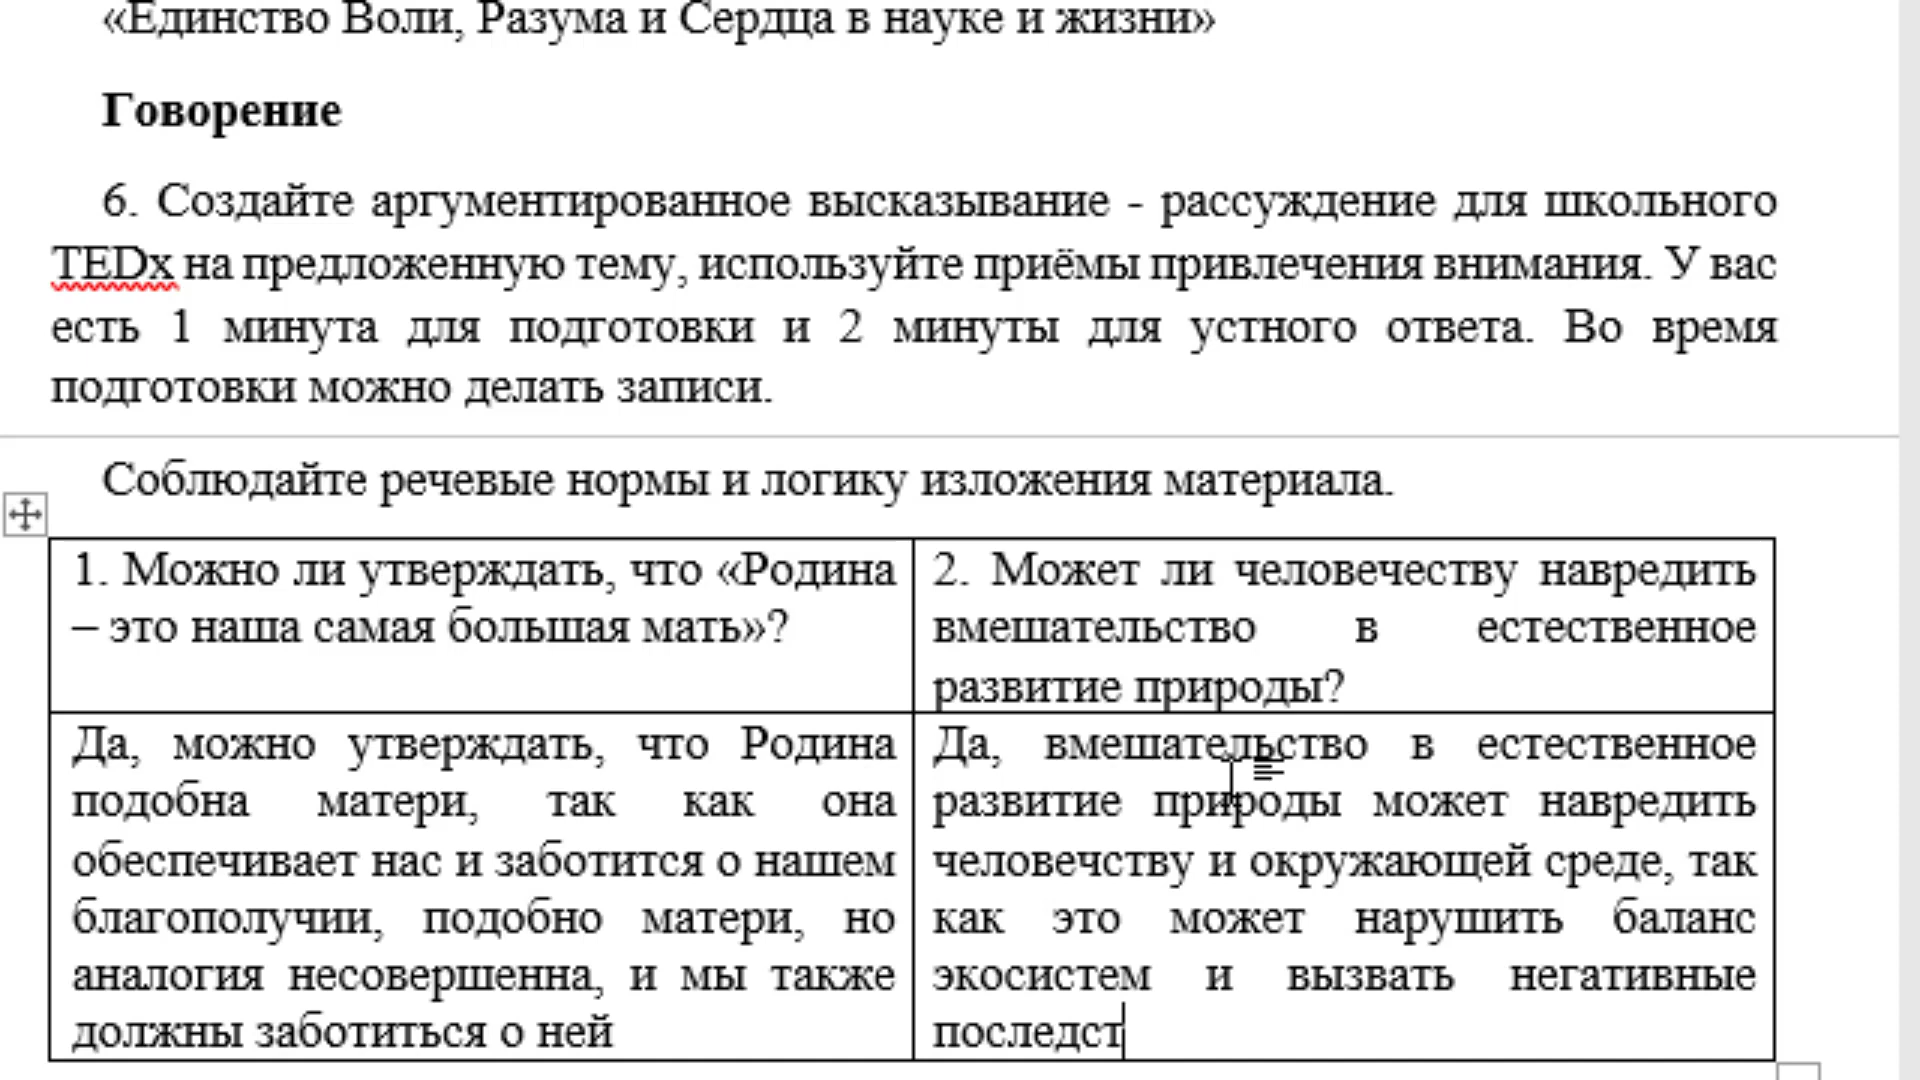 «Единство Воли, Разума и Сердца в науке и жизни»
Говорение
6. Создайте аргументированное высказывание - рассуждение для школьного
TEDx на предложенную тему, используйте приёмы привлечения внимания. У вас
есть 1 минута для подготовки и 2 минуты для устного ответа. Во время
подготовки можно делать записи.
Соблюдайте речевые нормы и логику изложения материала.
1. Можно ли утверждать, что «Родина
– это наша самая большая мать»?
2. Может ли человечеству навредить
вмешательство в естественное
развитие природы?
Да, можно утверждать, что Родина
подобна матери, так как она
обеспечивает нас и заботится о нашем
благополучии, подобно матери, но
аналогия несовершенна, и мы также
должны заботиться о ней
Да, вмешательство в естественное
развитие природы может навредить
человечству и окружающей среде, так
как это может нарушить баланс
экосистем и вызвать негативные
последст